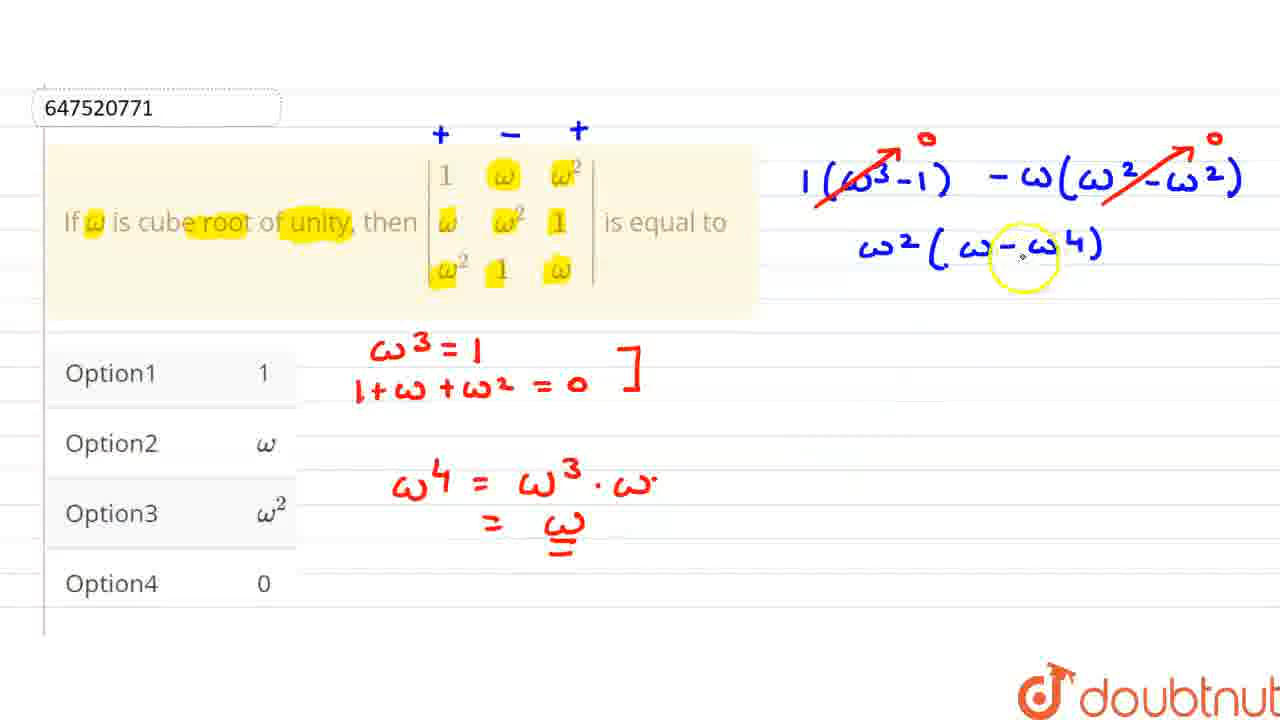 647520771
+ − +
If ω is cube root of unity, then | 1 ω ω² | is equal to
| ω ω² 1 |
| ω² 1 ω |
1(ω³−1) −ω(ω²−ω²)
0 0
ω²(ω−ω⁴)
ω³=1
1+ω+ω²=0 ]
Option1 1
Option2 ω
Option3 ω²
Option4 0
ω⁴ = ω³.ω
= ω
doubtnut